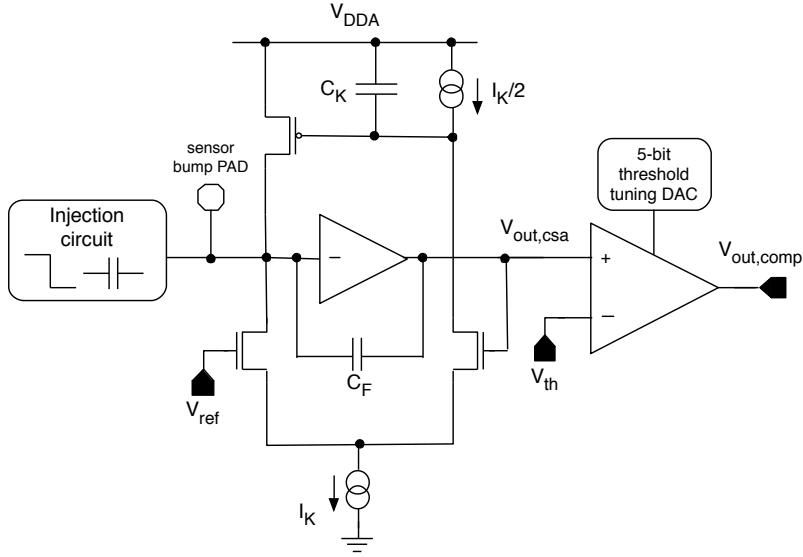 V_DDA
C_K
I_K/2
sensor
bump PAD
5-bit
threshold
tuning DAC
Injection
circuit
V_out,csa
V_out,comp
−
+
−
V_ref
C_F
V_th
I_K